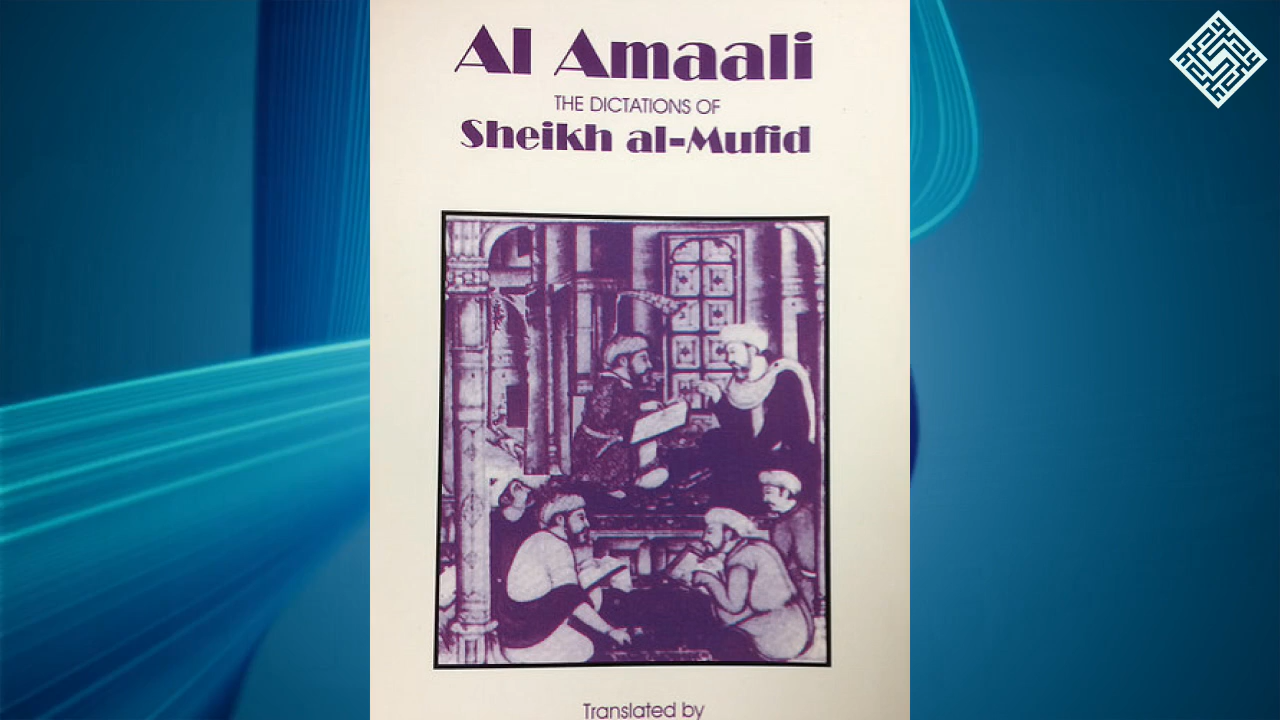 Al Amaali
THE DICTATIONS OF
Sheikh al-Mufid
Translated by